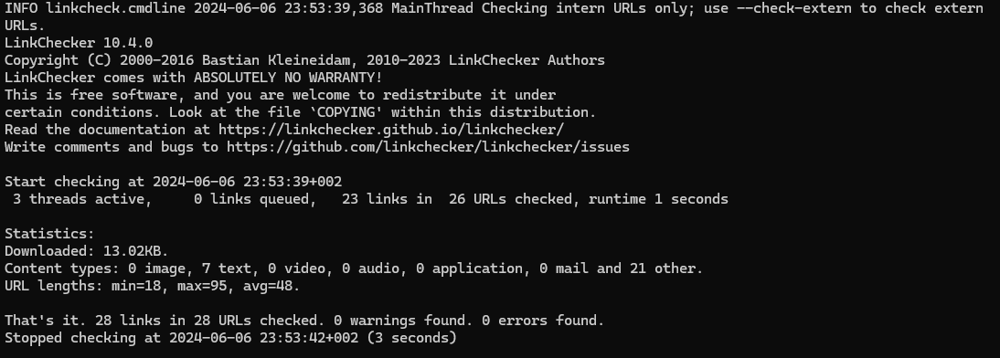 INFO linkcheck.cmdline 2024-06-06 23:53:39,368 MainThread Checking intern URLs only; use --check-extern to check extern
URLs.
LinkChecker 10.4.0
Copyright (C) 2000-2016 Bastian Kleineidam, 2010-2023 LinkChecker Authors
LinkChecker comes with ABSOLUTELY NO WARRANTY!
This is free software, and you are welcome to redistribute it under
certain conditions. Look at the file `COPYING' within this distribution.
Read the documentation at https://linkchecker.github.io/linkchecker/
Write comments and bugs to https://github.com/linkchecker/linkchecker/issues

Start checking at 2024-06-06 23:53:39+002
 3 threads active,     0 links queued,   23 links in  26 URLs checked, runtime 1 seconds

Statistics:
Downloaded: 13.02KB.
Content types: 0 image, 7 text, 0 video, 0 audio, 0 application, 0 mail and 21 other.
URL lengths: min=18, max=95, avg=48.

That's it. 28 links in 28 URLs checked. 0 warnings found. 0 errors found.
Stopped checking at 2024-06-06 23:53:42+002 (3 seconds)